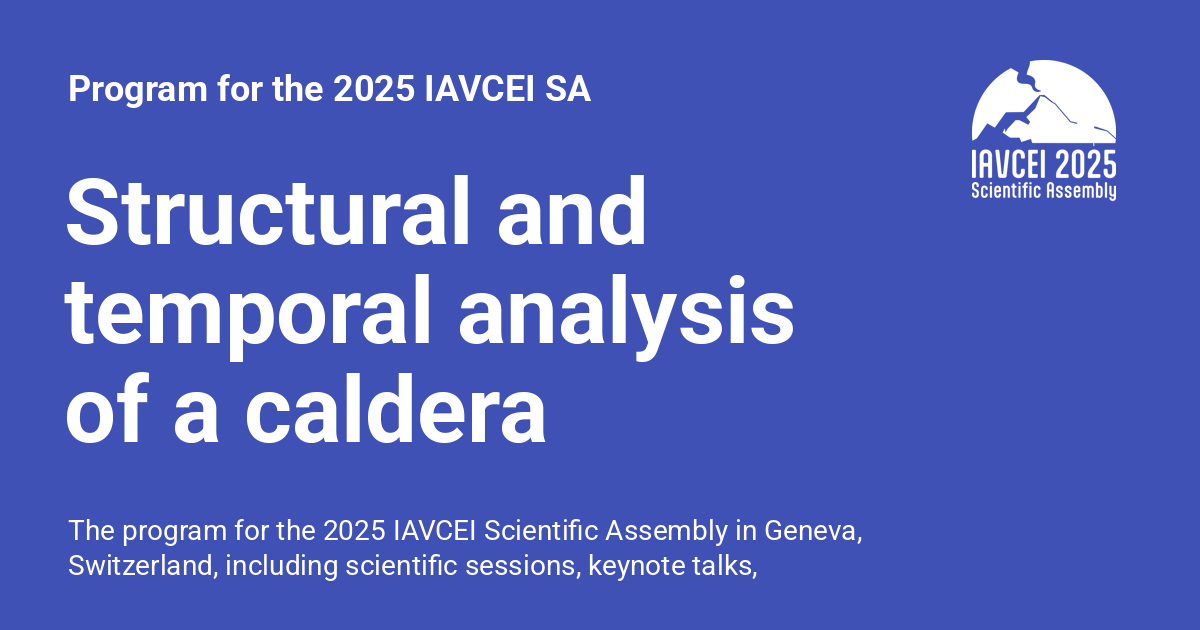 Program for the 2025 IAVCEI SA
IAVCEI 2025
Scientific Assembly
Structural and
temporal analysis
of a caldera
The program for the 2025 IAVCEI Scientific Assembly in Geneva,
Switzerland, including scientific sessions, keynote talks,